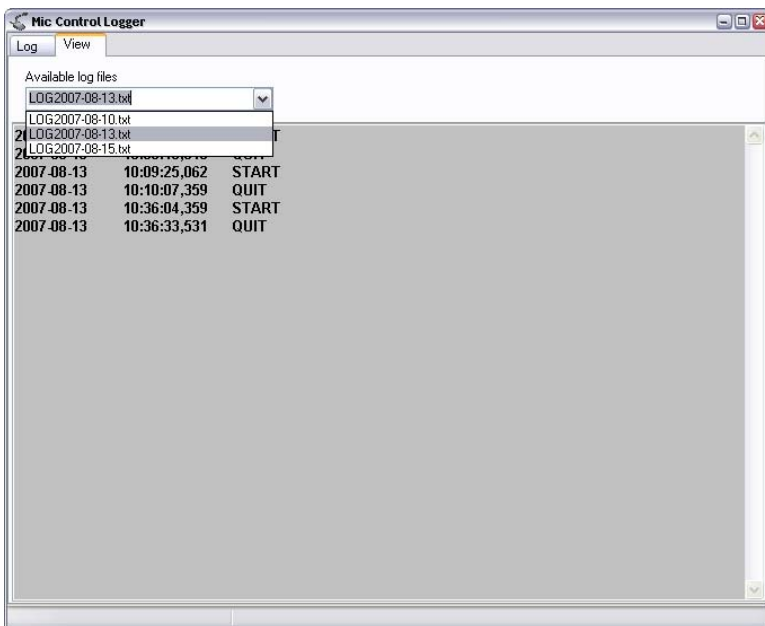 Mic Control Logger
Log View
Available log files
LOG2007-08-13.txt
LOG2007-08-10.txt
LOG2007-08-13.txt
LOG2007-08-15.txt
2007-08-13 10:09:25,062 START
2007-08-13 10:10:07,359 QUIT
2007-08-13 10:36:04,359 START
2007-08-13 10:36:33,531 QUIT